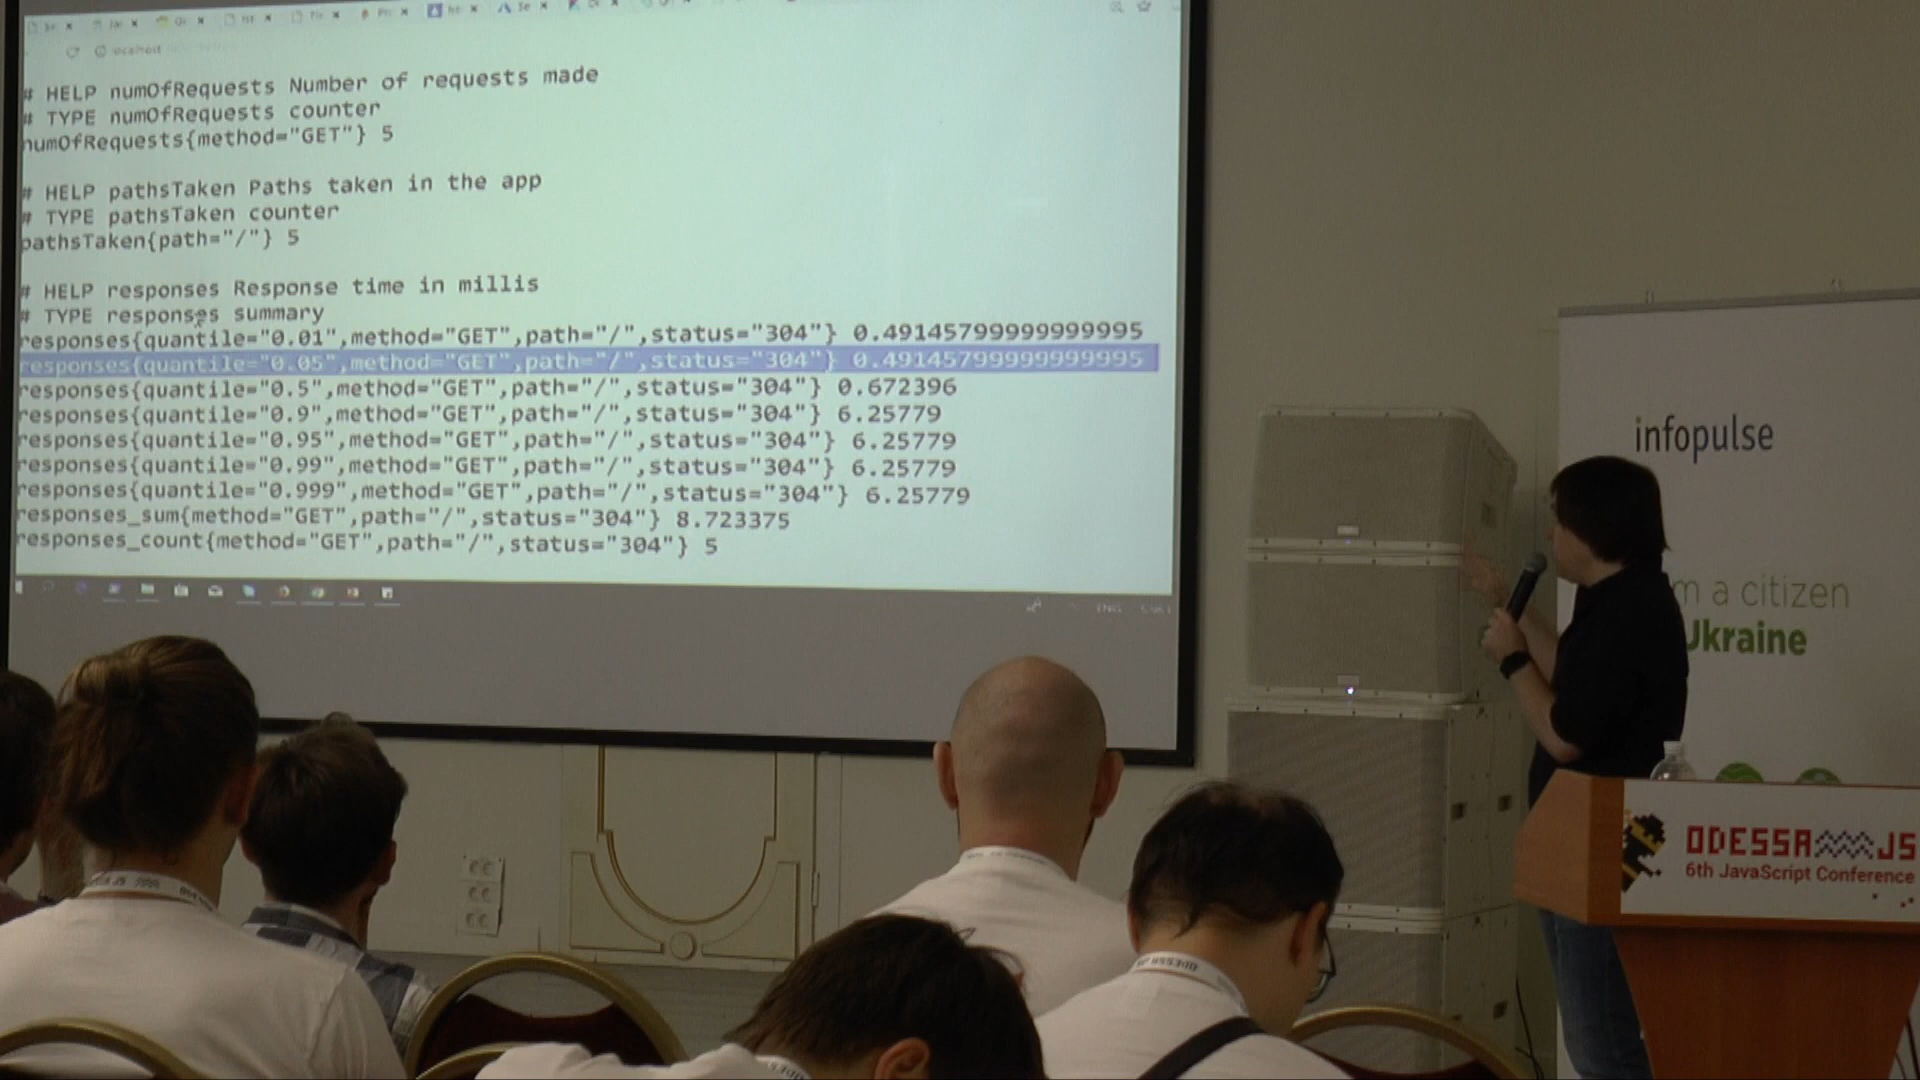 localhost
# HELP numOfRequests Number of requests made
# TYPE numOfRequests counter
numOfRequests{method="GET"} 5
# HELP pathsTaken Paths taken in the app
# TYPE pathsTaken counter
pathsTaken{path="/"} 5
# HELP responses Response time in millis
# TYPE responses summary
responses{quantile="0.01",method="GET",path="/",status="304"} 0.49145799999999995
responses{quantile="0.05",method="GET",path="/",status="304"} 0.49145799999999995
responses{quantile="0.5",method="GET",path="/",status="304"} 0.672396
responses{quantile="0.9",method="GET",path="/",status="304"} 6.25779
responses{quantile="0.95",method="GET",path="/",status="304"} 6.25779
responses{quantile="0.99",method="GET",path="/",status="304"} 6.25779
responses{quantile="0.999",method="GET",path="/",status="304"} 6.25779
responses_sum{method="GET",path="/",status="304"} 8.723375
responses_count{method="GET",path="/",status="304"} 5
ENG
infopulse
m a citizen
Ukraine
ODESSA JS
6th JavaScript Conference